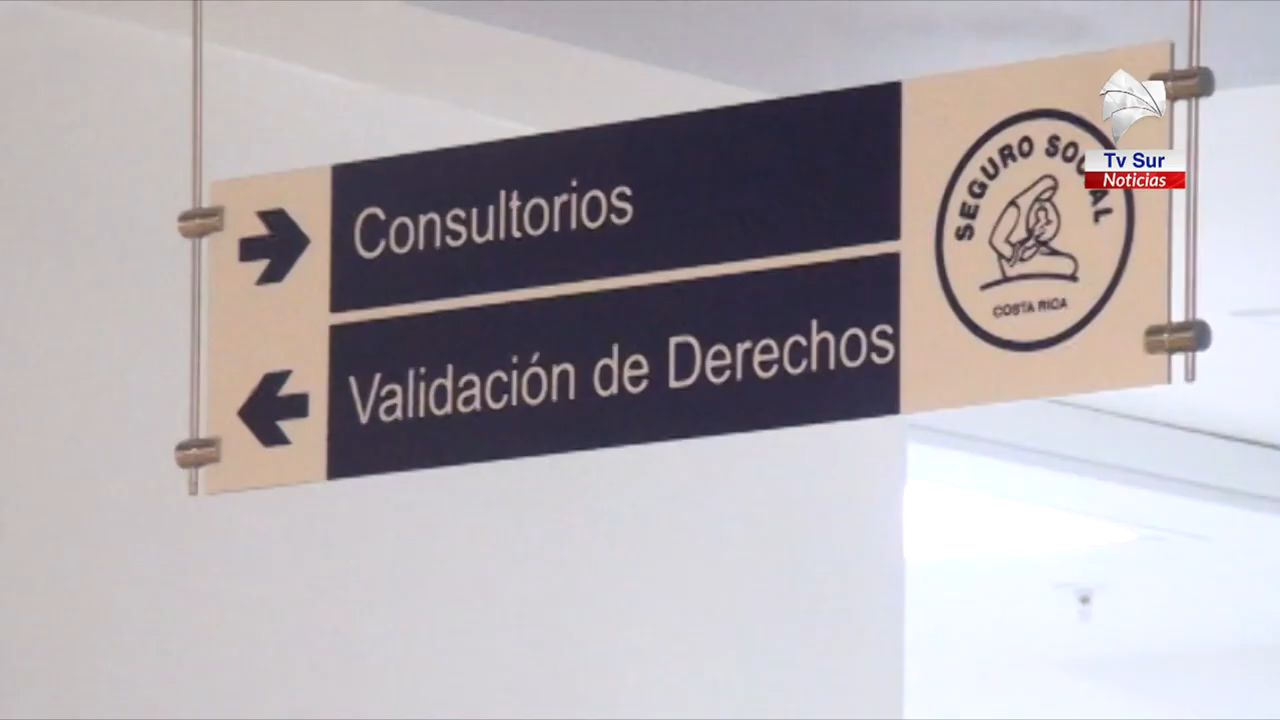 Consultorios
Validación de Derechos
SEGURO SOCIAL
COSTA RICA
Tv Sur
Noticias